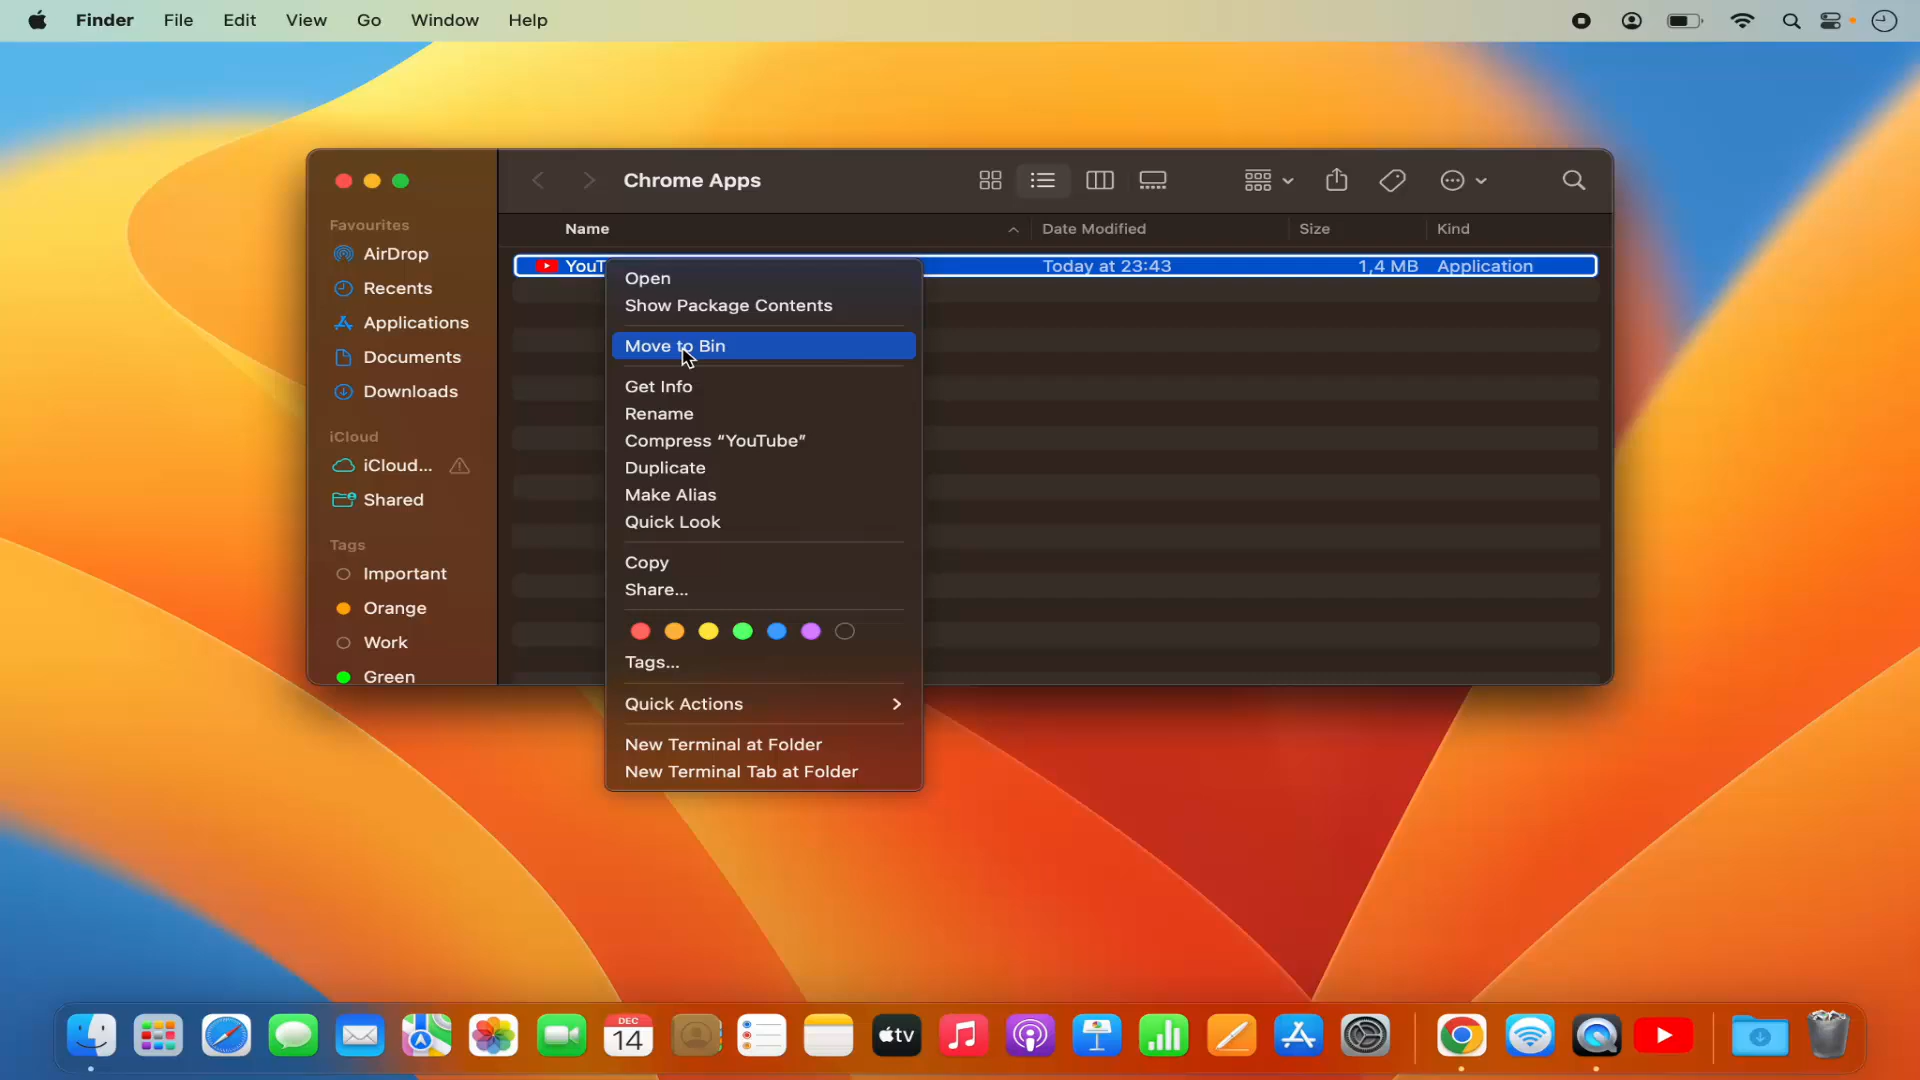 Finder File Edit View Go Window Help
Chrome Apps
Favourites
AirDrop
Recents
Applications
Documents
Downloads
iCloud
iCloud...
Shared
Tags
Important
Orange
Work
Green
Name Date Modified Size Kind
YouT Today at 23:43 1,4 MB Application
Open
Show Package Contents
Move to Bin
Get Info
Rename
Compress “YouTube”
Duplicate
Make Alias
Quick Look
Copy
Share...
Tags...
Quick Actions
New Terminal at Folder
New Terminal Tab at Folder
DEC
14
tv